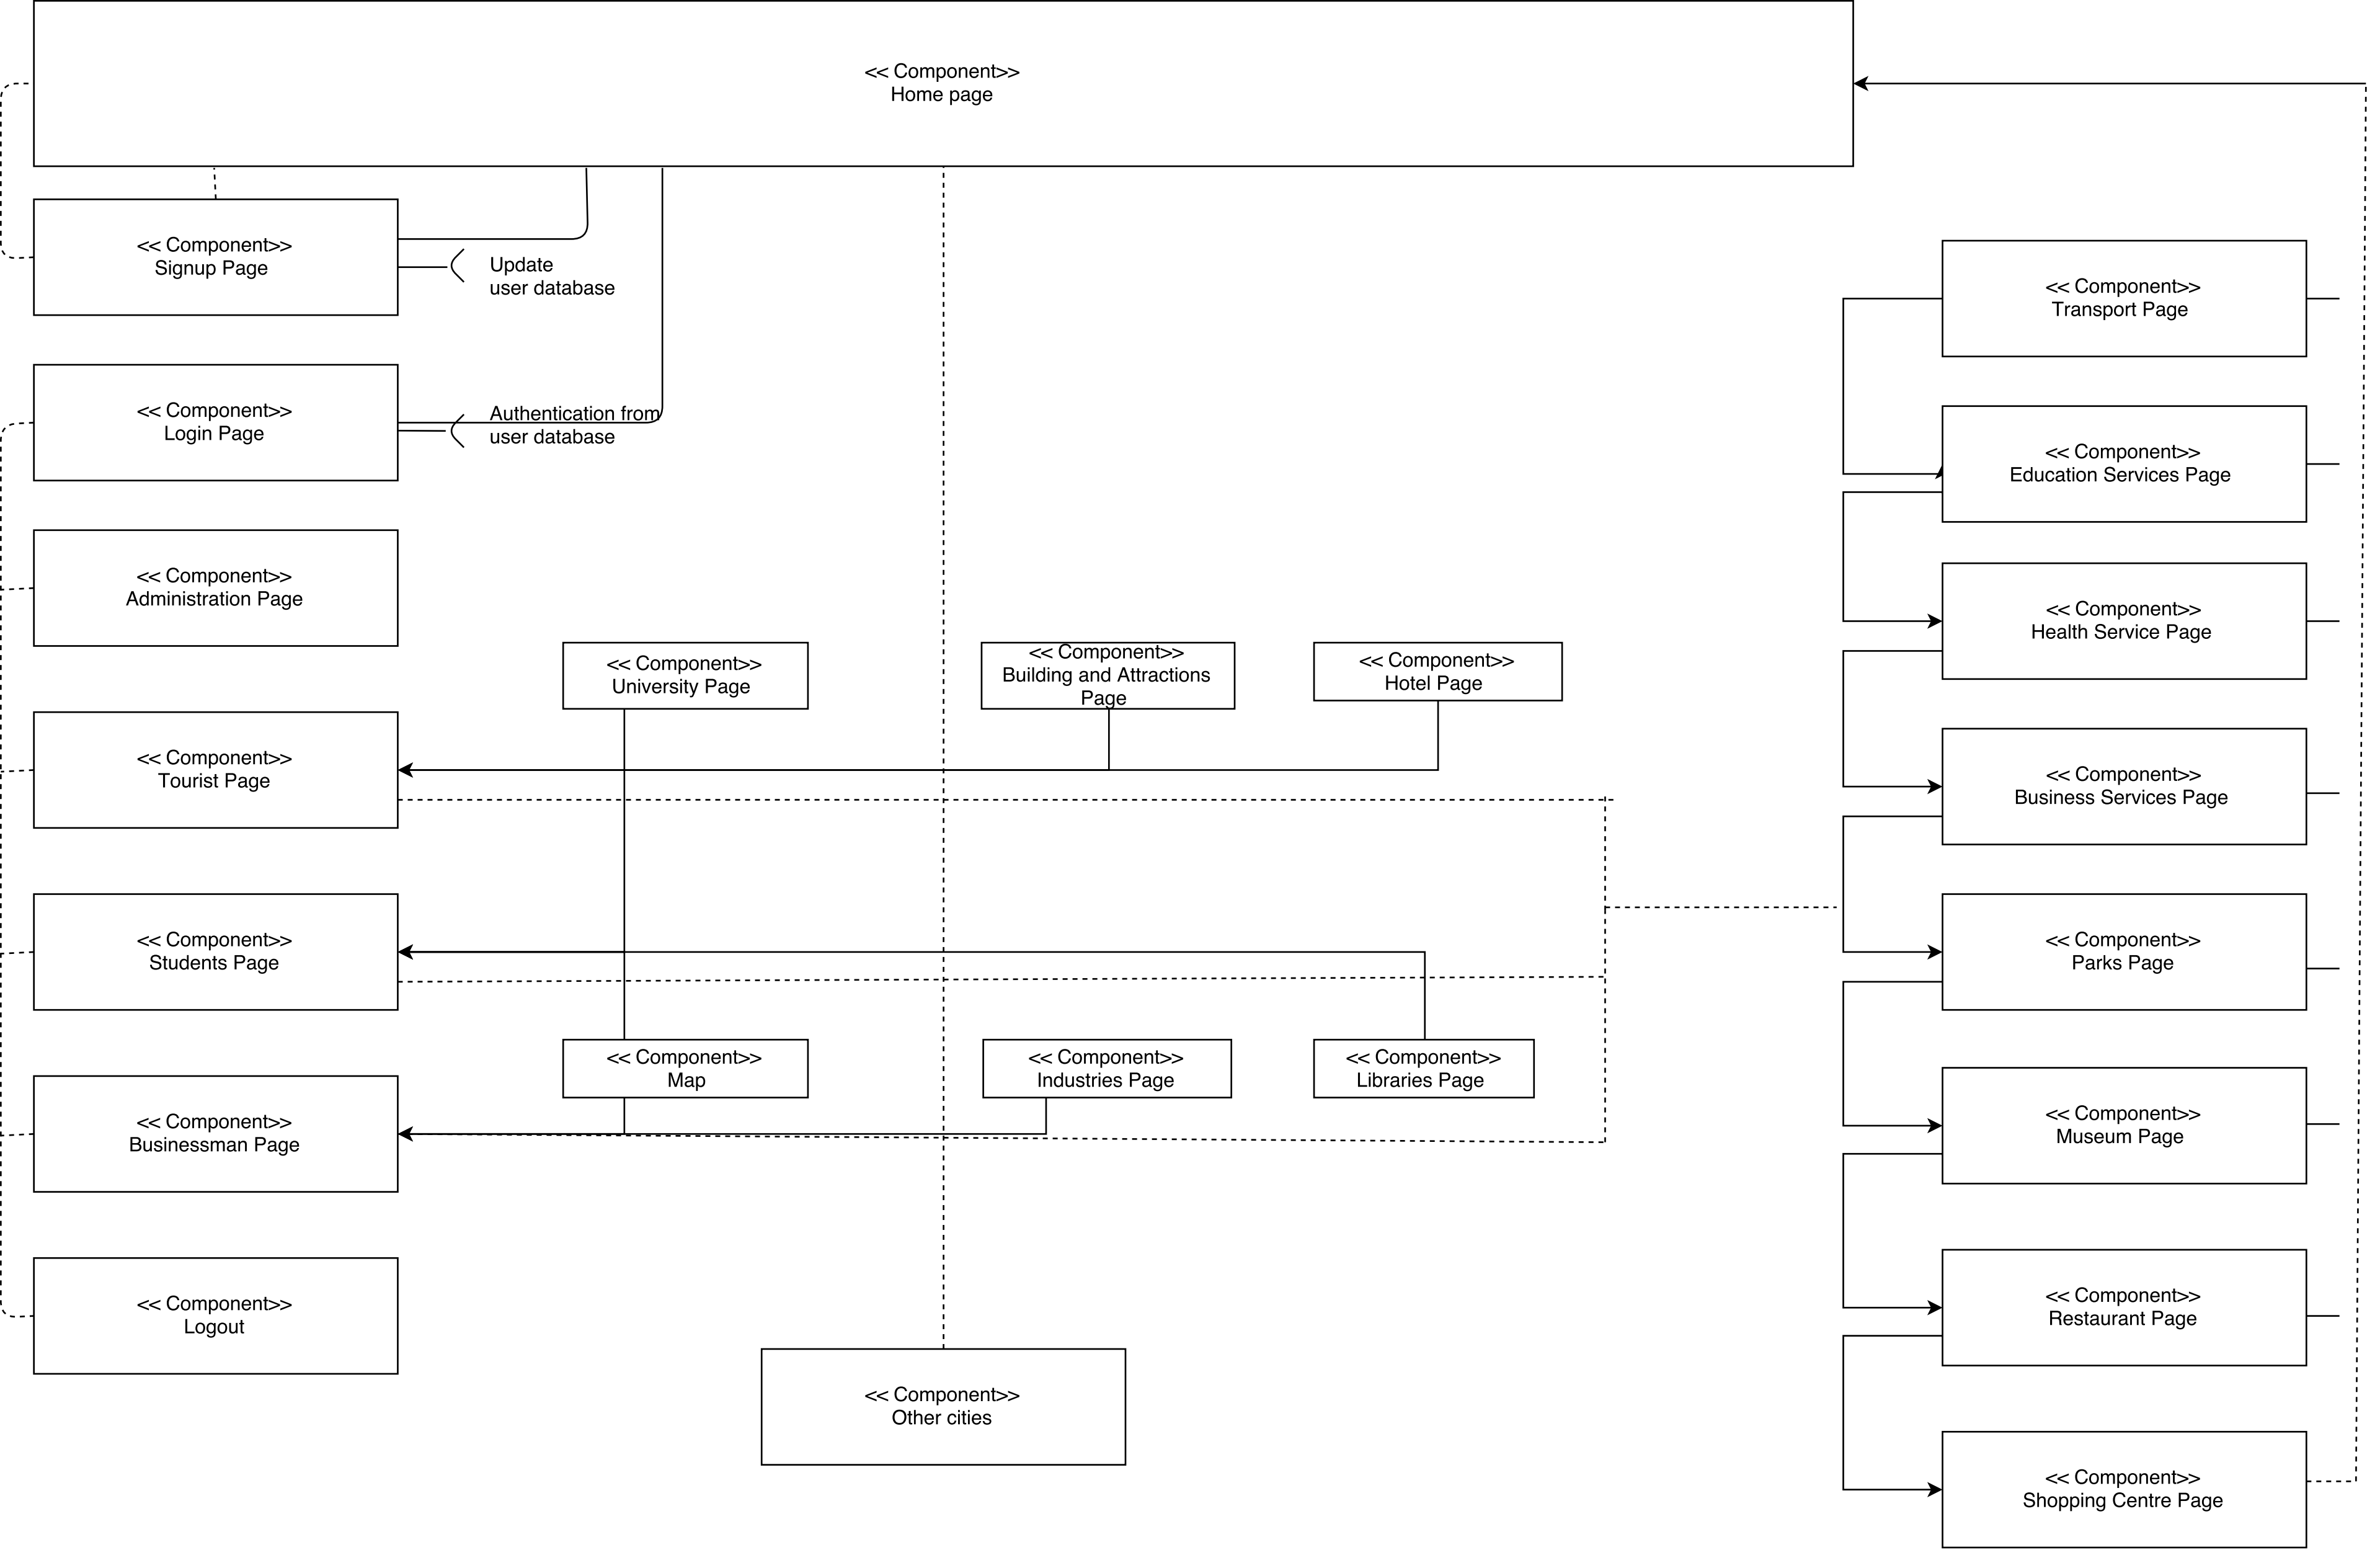 << Component>>
Home page
<< Component>>
Signup Page
Update
user database
<< Component>>
Login Page
Authentication from
user database
<< Component>>
Administration Page
<< Component>>
Tourist Page
<< Component>>
Students Page
<< Component>>
Businessman Page
<< Component>>
Logout
<< Component>>
University Page
<< Component>>
Building and Attractions
Page
<< Component>>
Hotel Page
<< Component>>
Map
<< Component>>
Industries Page
<< Component>>
Libraries Page
<< Component>>
Other cities
<< Component>>
Transport Page
<< Component>>
Education Services Page
<< Component>>
Health Service Page
<< Component>>
Business Services Page
<< Component>>
Parks Page
<< Component>>
Museum Page
<< Component>>
Restaurant Page
<< Component>>
Shopping Centre Page